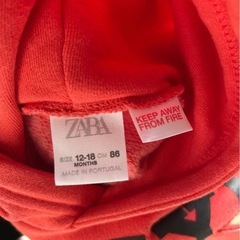 ZARA
SIZE 12-18 CM 86
MONTHS
MADE IN PORTUGAL
KEEP AWAY
FROM FIRE